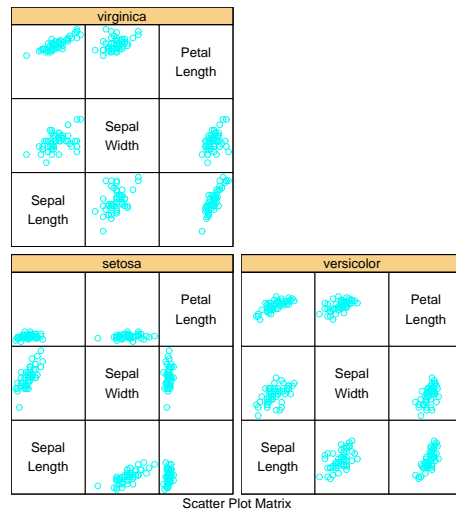 virginica
Petal
Length
Sepal
Width
Sepal
Length
setosa
Petal
Length
Sepal
Width
Sepal
Length
versicolor
Petal
Length
Sepal
Width
Sepal
Length
Scatter Plot Matrix